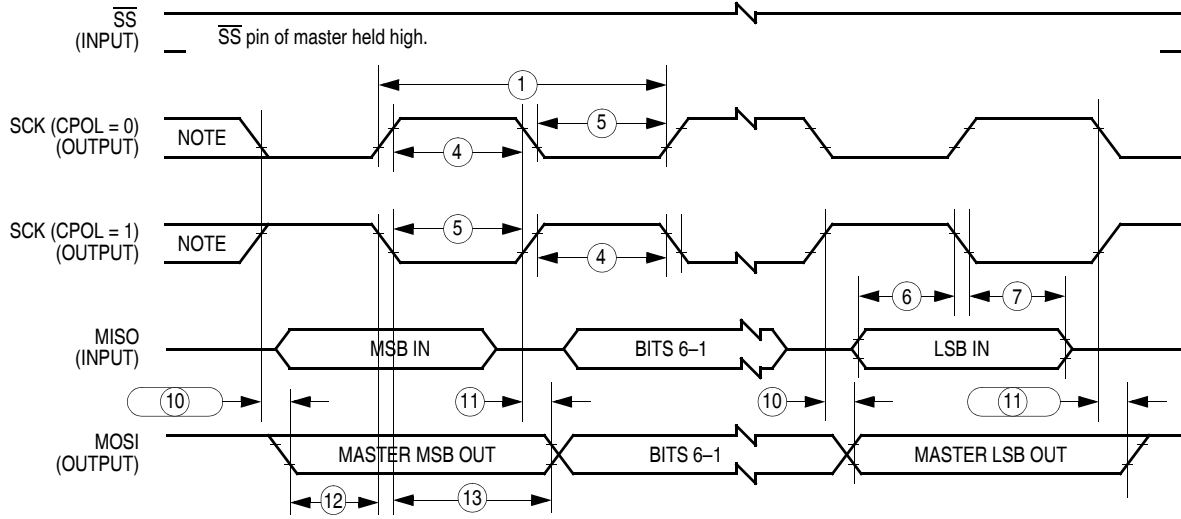 SS
(INPUT)
SS pin of master held high.
1
SCK (CPOL = 0)
(OUTPUT)
NOTE
5
4
SCK (CPOL = 1)
(OUTPUT)
NOTE
5
4
6
7
MISO
(INPUT)
MSB IN
BITS 6–1
LSB IN
10
11
10
11
MOSI
(OUTPUT)
MASTER MSB OUT
BITS 6–1
MASTER LSB OUT
12
13